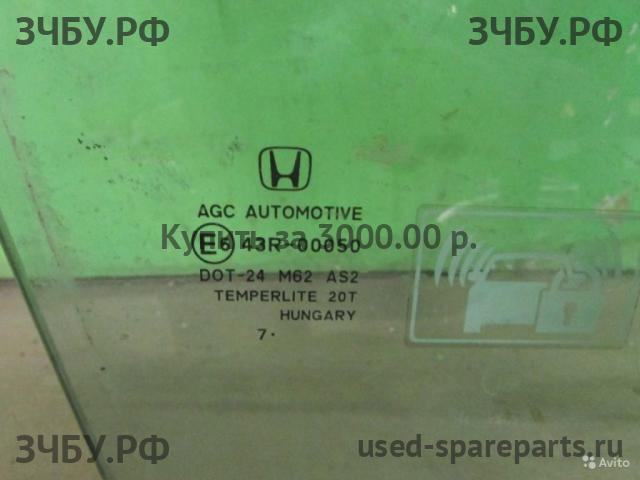 ЗЧБУ.РФ ЗЧБУ.РФ
AGC AUTOMOTIVE
Купить за 3000.00 р.
E6 43R-00050
DOT-24 M62 AS2
TEMPERLITE 20T
HUNGARY
7.
ЗЧБУ.РФ used-spareparts.ru
Avito